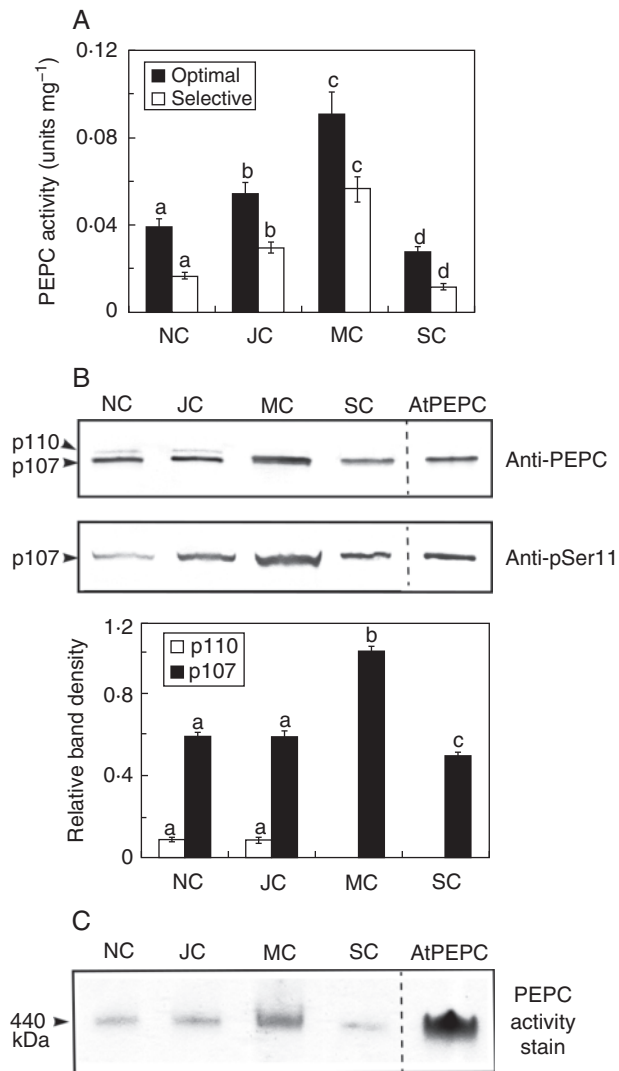 A
0·12
0·08
0·04
0
PEPC activity (units mg⁻¹)
Optimal
Selective
a
a
b
b
c
c
d
d
NC JC MC SC
B
NC JC MC SC AtPEPC
p110
p107
Anti-PEPC
p107
Anti-pSer11
1·2
0·8
0·4
0
Relative band density
p110
p107
a
a
a
a
b
c
NC JC MC SC
C
NC JC MC SC AtPEPC
440
kDa
PEPC
activity
stain